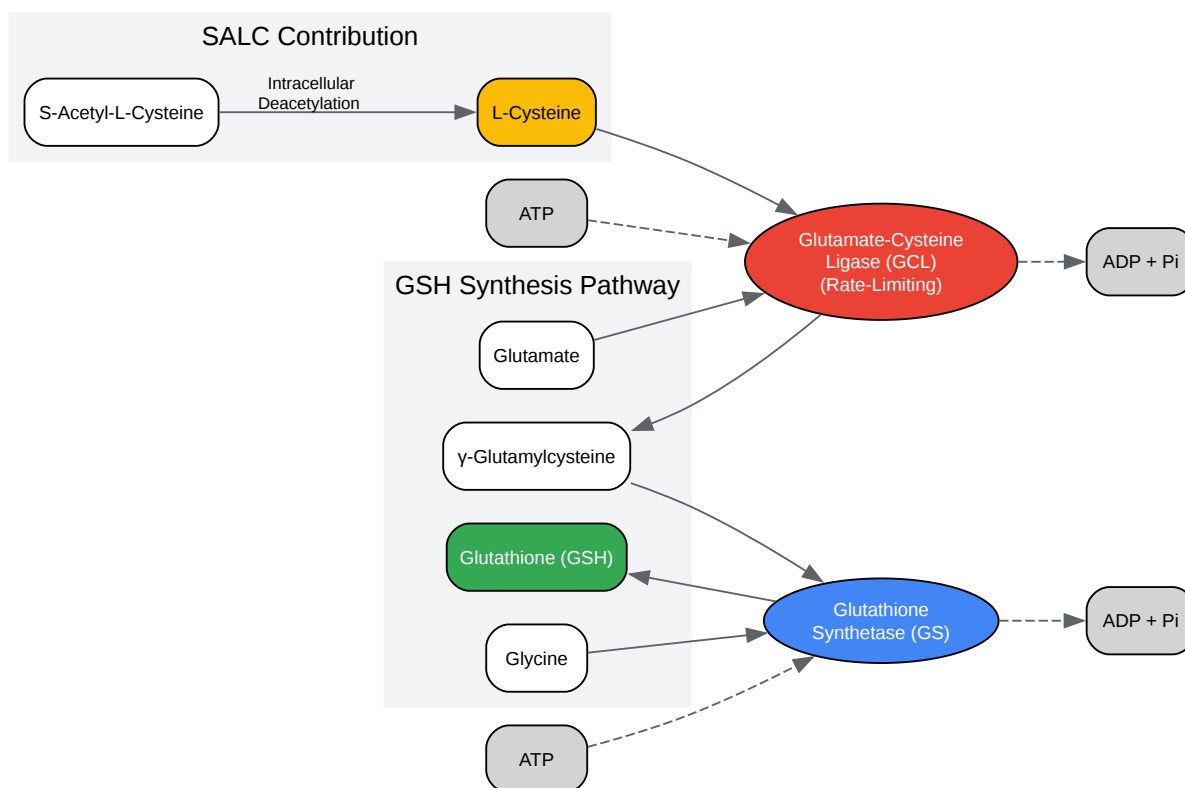 SALC Contribution
S-Acetyl-L-Cysteine
Intracellular
Deacetylation
L-Cysteine
ATP
Glutamate-Cysteine
Ligase (GCL)
(Rate-Limiting)
ADP + Pi
GSH Synthesis Pathway
Glutamate
γ-Glutamylcysteine
Glutathione (GSH)
Glutathione
Synthetase (GS)
ADP + Pi
Glycine
ATP